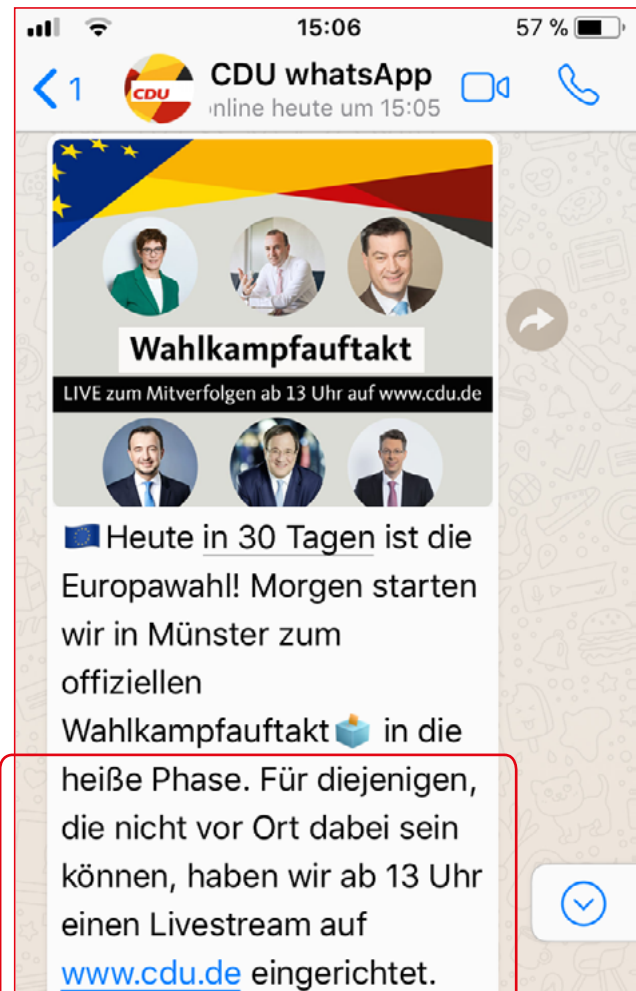 15:06
57 %
1
CDU
CDU whatsApp
nline heute um 15:05
Wahlkampfauftakt
LIVE zum Mitverfolgen ab 13 Uhr auf www.cdu.de
Heute in 30 Tagen ist die
Europawahl! Morgen starten
wir in Münster zum
offiziellen
Wahlkampfauftakt in die
heiße Phase. Für diejenigen,
die nicht vor Ort dabei sein
können, haben wir ab 13 Uhr
einen Livestream auf
www.cdu.de eingerichtet.